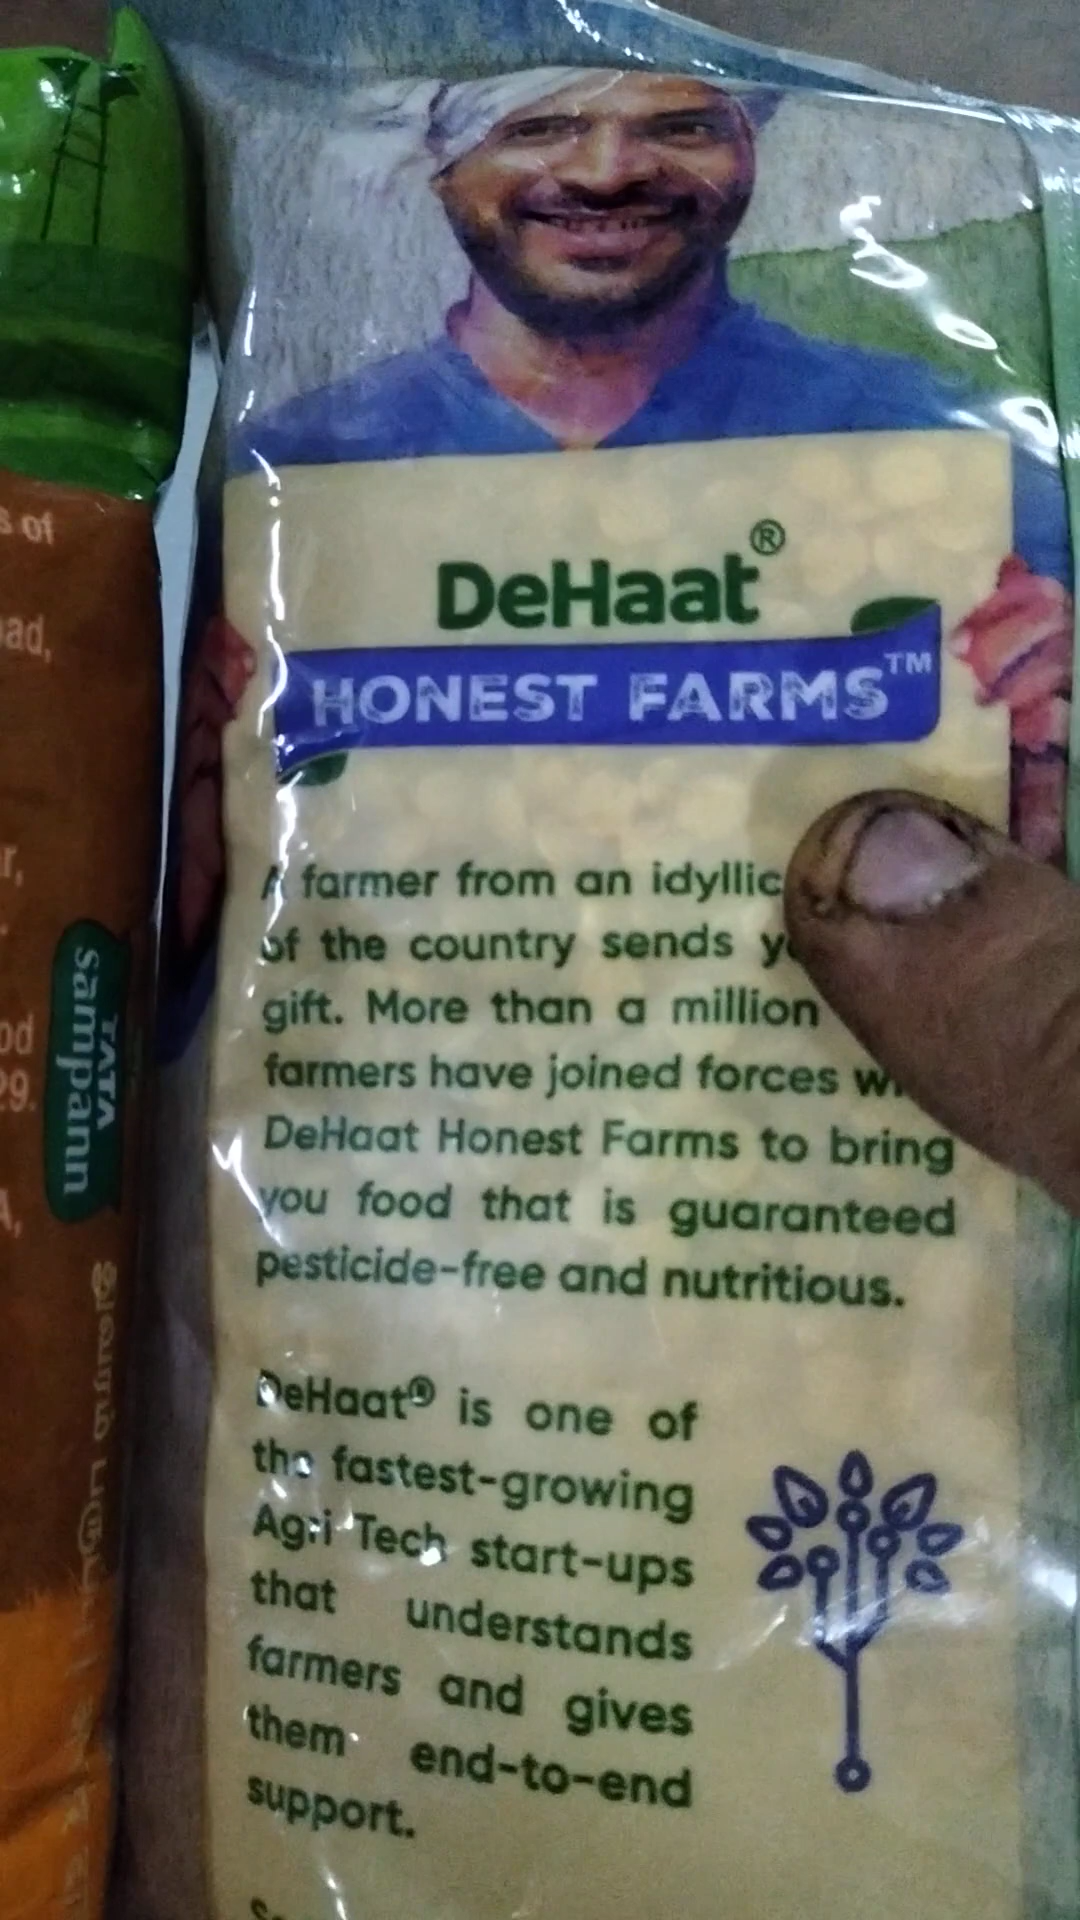 DeHaat®
HONEST FARMS™
A farmer from an idyllic
of the country sends
gift. More than a million
farmers have joined forces
DeHaat Honest Farms to bring
you food that is guaranteed
pesticide-free and nutritious.
DeHaat® is one of
the fastest-growing
Agri Tech start-ups
that understands
farmers and gives
them end-to-end
support.
s of
29.
TATA
sampann